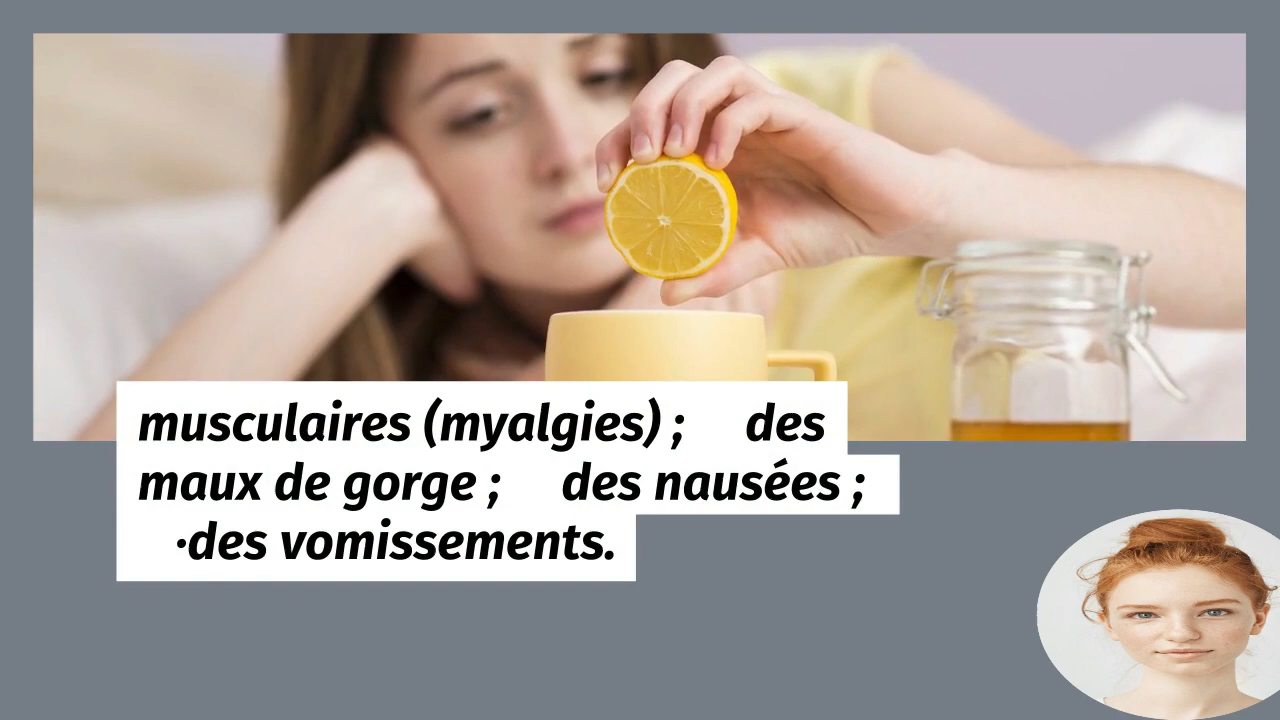 musculaires (myalgies) ; des
maux de gorge ; des nausées ;
·des vomissements.